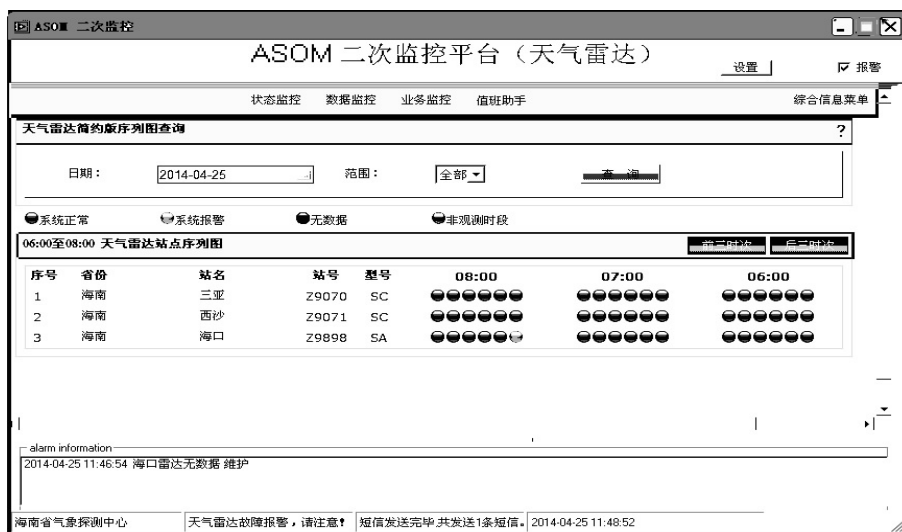 ASOM 二次监控
ASOM 二次监控平台（天气雷达）
设置 报警
状态监控 数据监控 业务监控 值班助手 综合信息菜单
天气雷达简约版序列图查询 ?
日期： 2014-04-25 范围： 全部 查 询
系统正常 系统报警 无数据 非观测时段
06:00至08:00 天气雷达站点序列图 前三时次 后三时次
序号 省份 站名 站号 型号 08:00 07:00 06:00
1 海南 三亚 Z9070 SC
2 海南 西沙 Z9071 SC
3 海南 海口 Z9898 SA
alarm information
2014-04-25 11:46:54 海口雷达无数据 维护
海南省气象探测中心 天气雷达故障报警，请注意! 短信发送完毕,共发送1条短信。 2014-04-25 11:48:52